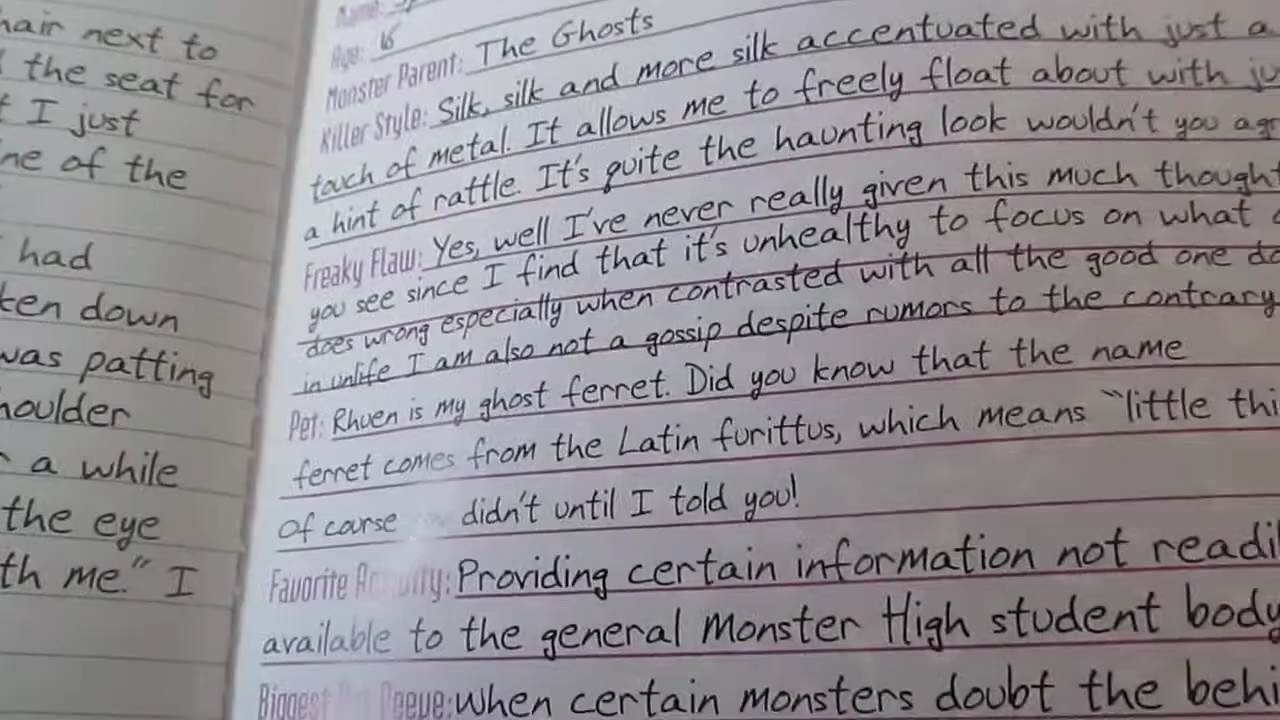 hair next to
the seat for
t I just
ne of the
had
ken down
was patting
houlder
a while
the eye
th me." I
Name:
Age: 16
Monster Parent: The Ghosts
Killer Style: Silk, silk and more silk accentuated with just a
touch of metal. It allows me to freely float about with ju
a hint of rattle. It's quite the haunting look wouldn't you ag
Freaky Flaw: Yes, well I've never really given this much thought
you see since I find that it's unhealthy to focus on what
does wrong especially when contrasted with all the good one do
in unlife I am also not a gossip despite rumors to the contrary
Pet: Rhuen is my ghost ferret. Did you know that the name
ferret comes from the Latin furittus, which means "little thi
Of course didn't until I told you!
Favorite Activity: Providing certain information not readil
available to the general Monster High student body
Biggest Pet Peeve: When certain monsters doubt the behi